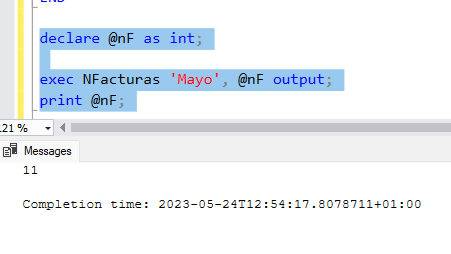 END
declare @nF as int;
exec NFacturas 'Mayo', @nF output;
print @nF;
121 %
Messages
11
Completion time: 2023-05-24T12:54:17.8078711+01:00